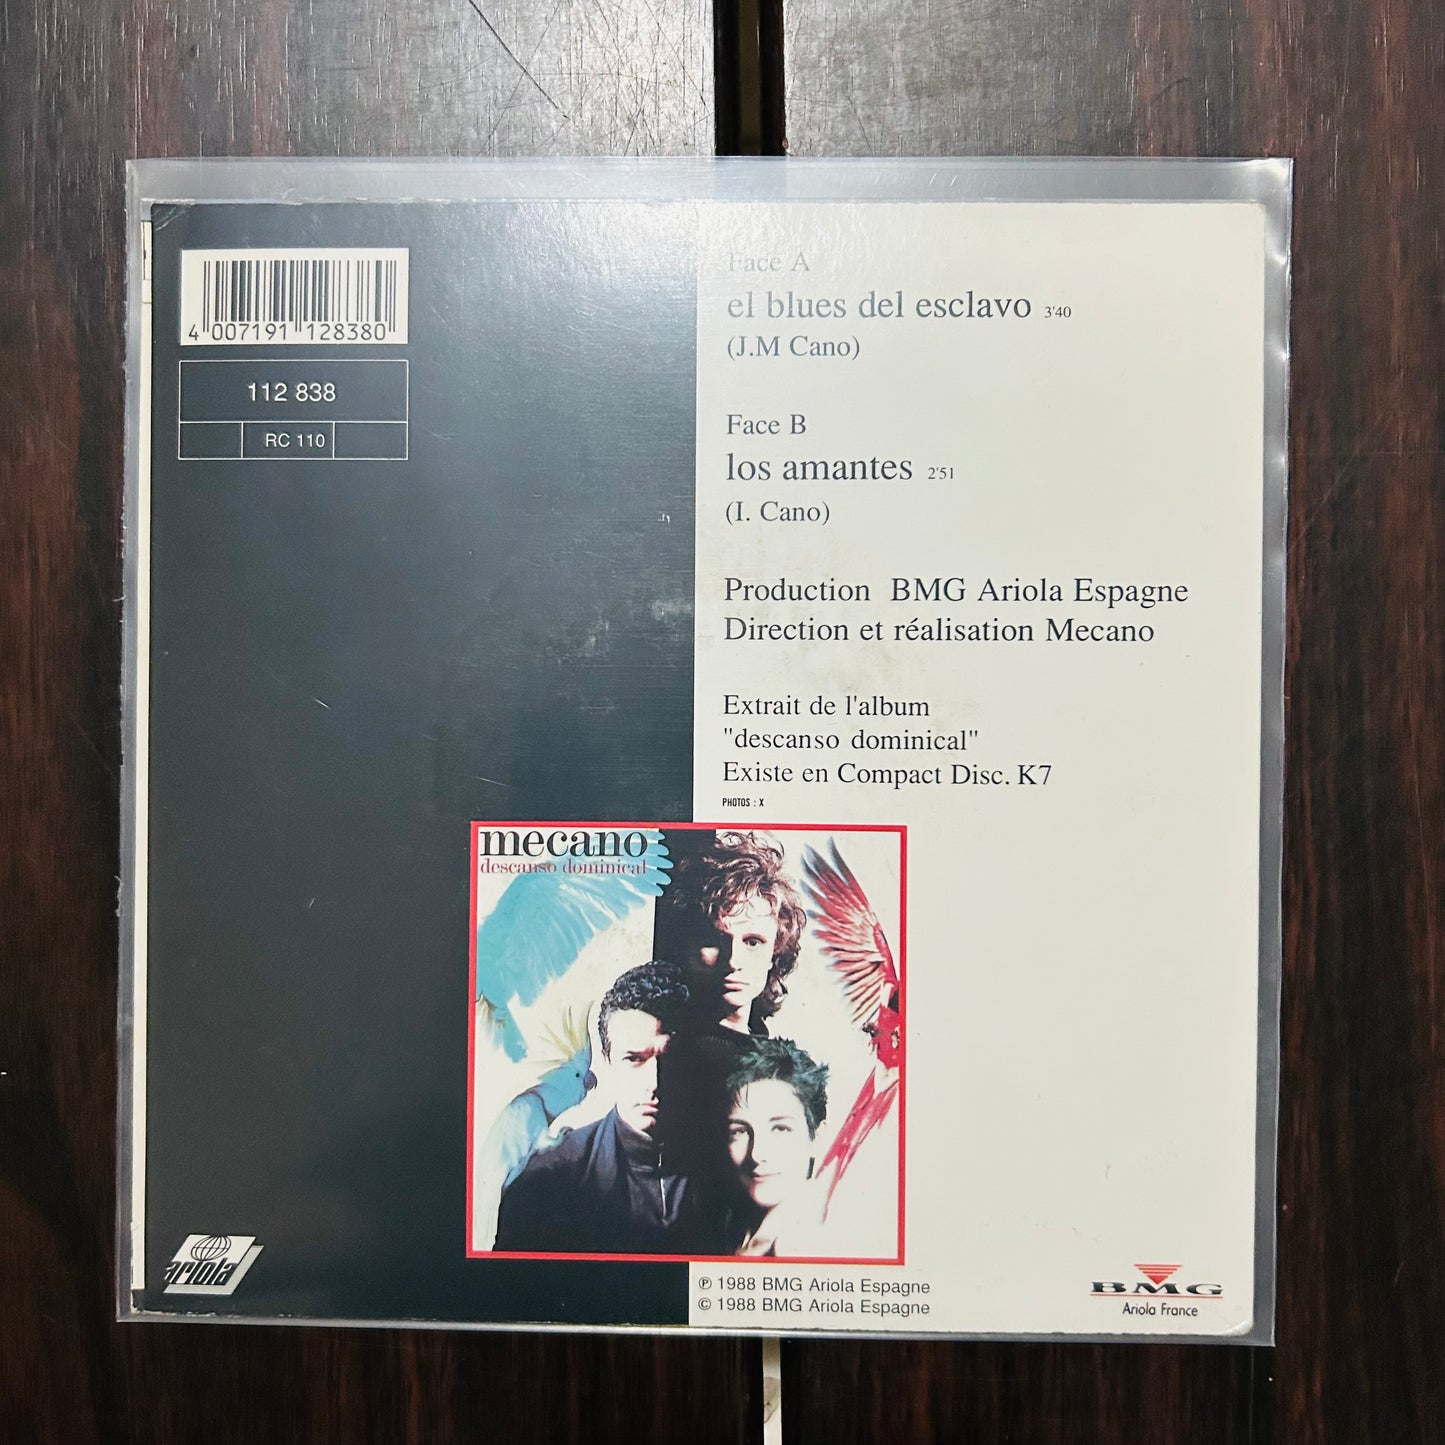 4 007191 128380
112 838
RC 110
Face A
el blues del esclavo 3'40
(J.M Cano)
Face B
los amantes 2'51
(I. Cano)
Production BMG Ariola Espagne
Direction et réalisation Mecano
Extrait de l'album
"descanso dominical"
Existe en Compact Disc. K7
PHOTOS : X
mecano
descanso dominical
ariola
℗ 1988 BMG Ariola Espagne
© 1988 BMG Ariola Espagne
BMG
Ariola France